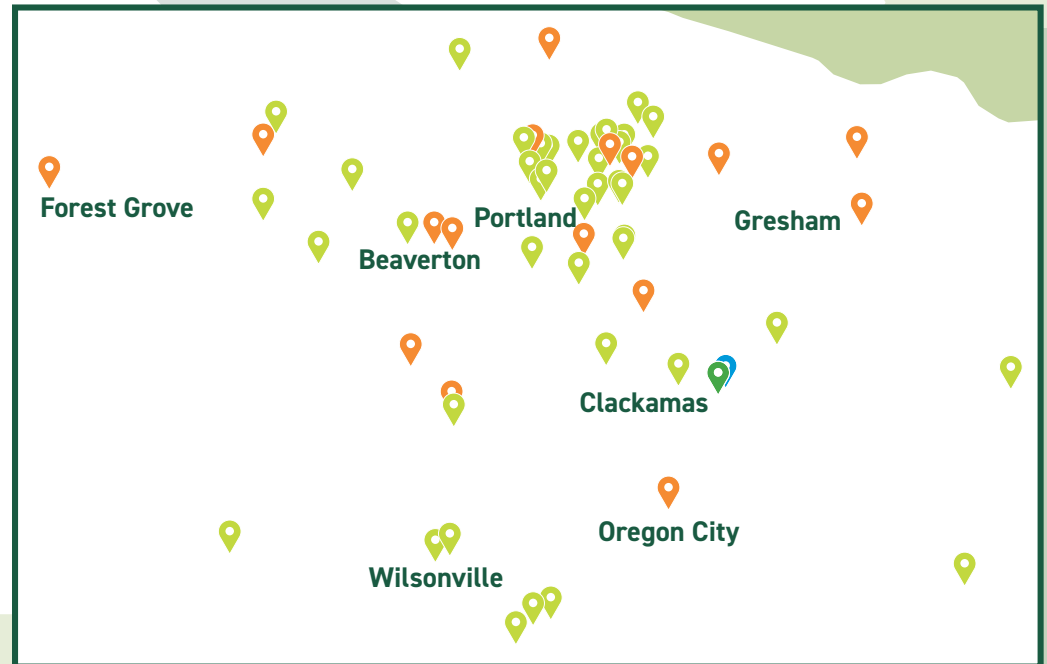 Forest Grove
Portland
Gresham
Beaverton
Clackamas
Oregon City
Wilsonville